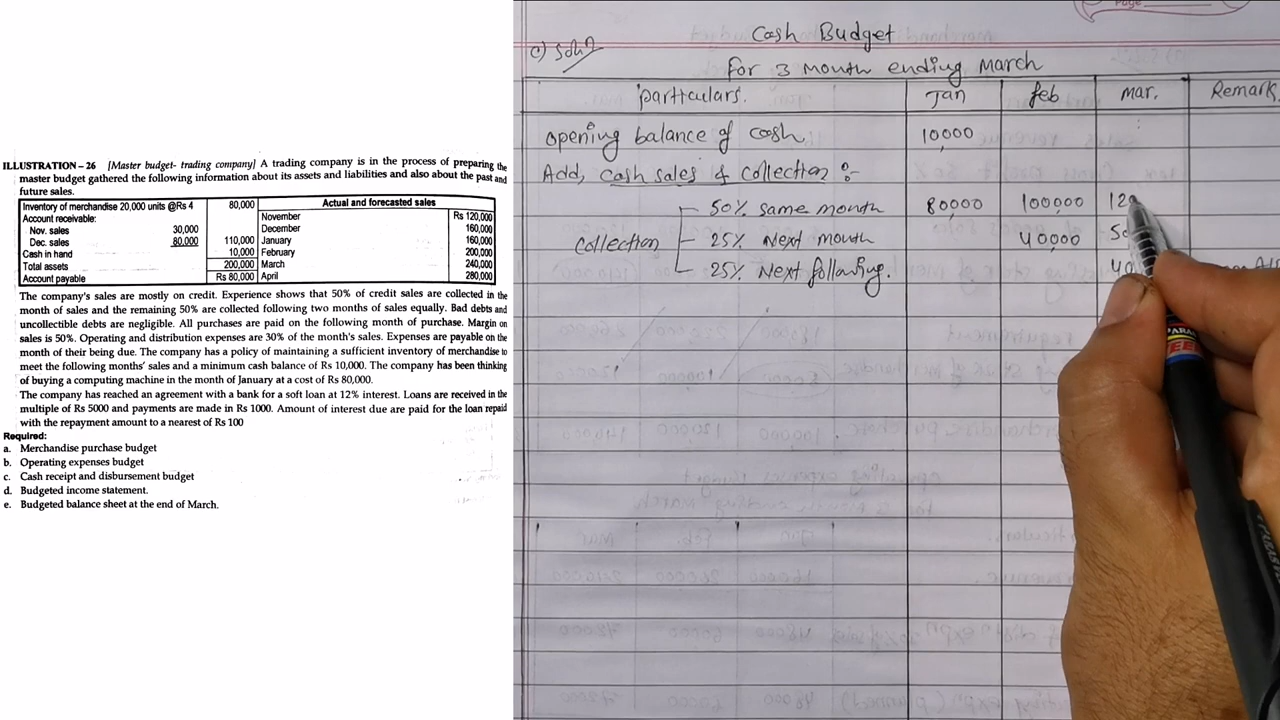 ILLUSTRATION – 26 [Master budget- trading company] A trading company is in the process of preparing the
master budget gathered the following information about its assets and liabilities and also about the past and
future sales.
Inventory of merchandise 20,000 units @Rs 4 80,000 Actual and forecasted sales
Account receivable: November Rs 120,000
Nov. sales 30,000 December 160,000
Dec. sales 80,000 110,000 January 160,000
Cash in hand 10,000 February 200,000
Total assets 200,000 March 240,000
Account payable Rs 80,000 April 280,000
The company's sales are mostly on credit. Experience shows that 50% of credit sales are collected in the
month of sales and the remaining 50% are collected following two months of sales equally. Bad debts and
uncollectible debts are negligible. All purchases are paid on the following month of purchase. Margin on
sales is 50%. Operating and distribution expenses are 30% of the month's sales. Expenses are payable on the
month of their being due. The company has a policy of maintaining a sufficient inventory of merchandise to
meet the following months' sales and a minimum cash balance of Rs 10,000. The company has been thinking
of buying a computing machine in the month of January at a cost of Rs 80,000.
The company has reached an agreement with a bank for a soft loan at 12% interest. Loans are received in the
multiple of Rs 5000 and payments are made in Rs 1000. Amount of interest due are paid for the loan repaid
with the repayment amount to a nearest of Rs 100
Required:
a. Merchandise purchase budget
b. Operating expenses budget
c. Cash receipt and disbursement budget
d. Budgeted income statement.
e. Budgeted balance sheet at the end of March.
Page
Cash Budget
c) Soln
For 3 Month ending March
Particulars. Jan Feb Mar. Remark
Opening balance of cash 10,000
Add, Cash sales & collection :-
50% Same month 80,000 100,000 120
Collection 25% Next month 40,000
25% Next following.